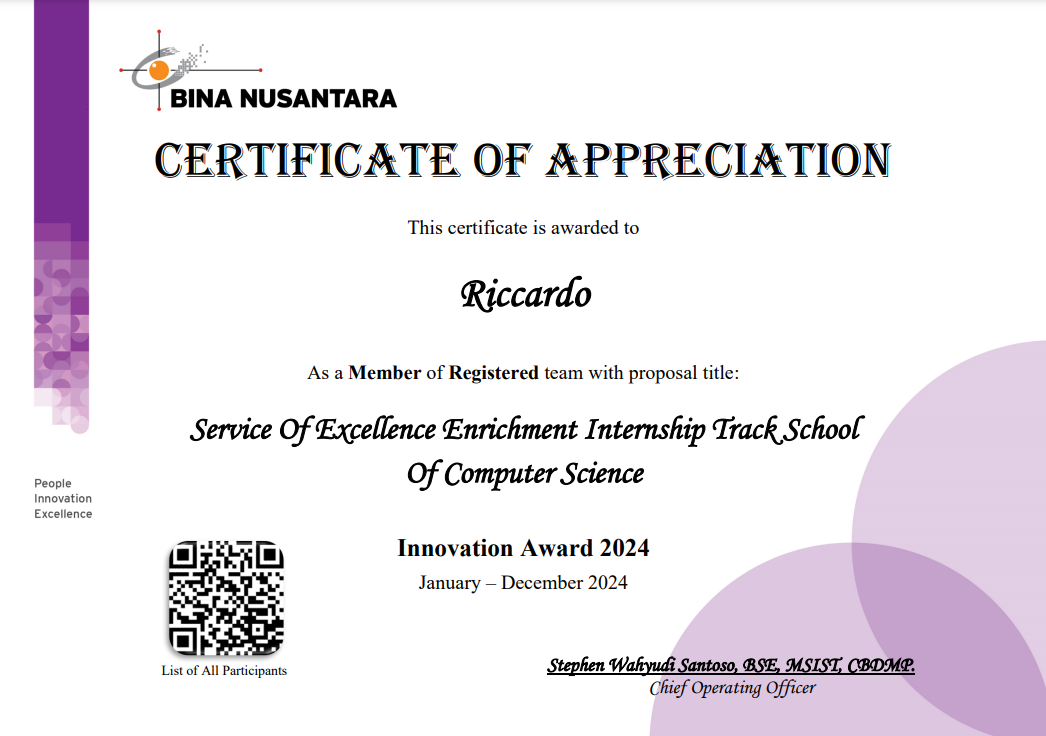 BINA NUSANTARA
CERTIFICATE OF APPRECIATION
This certificate is awarded to
Riccardo
As a Member of Registered team with proposal title:
Service Of Excellence Enrichment Internship Track School
Of Computer Science
People
Innovation
Excellence
Innovation Award 2024
January – December 2024
List of All Participants
Stephen Wahyudi Santoso, BSE, MSIST, CBDMP.
Chief Operating Officer